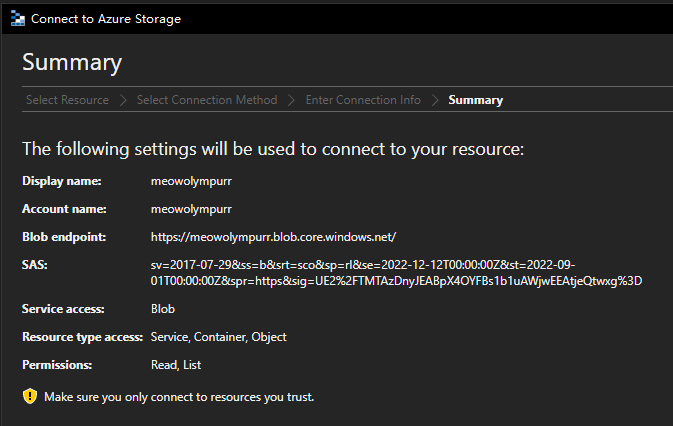 Connect to Azure Storage
Summary
Select Resource > Select Connection Method > Enter Connection Info > Summary
The following settings will be used to connect to your resource:
Display name: meowolympurr
Account name: meowolympurr
Blob endpoint: https://meowolympurr.blob.core.windows.net/
SAS: sv=2017-07-29&ss=b&srt=sco&sp=rl&se=2022-12-12T00:00:00Z&st=2022-09-
01T00:00:00Z&spr=https&sig=UE2%2FTMTAzDnyJEABpX4OYFBs1b1uAWjwEEAtjeQtwxg%3D
Service access: Blob
Resource type access: Service, Container, Object
Permissions: Read, List
Make sure you only connect to resources you trust.